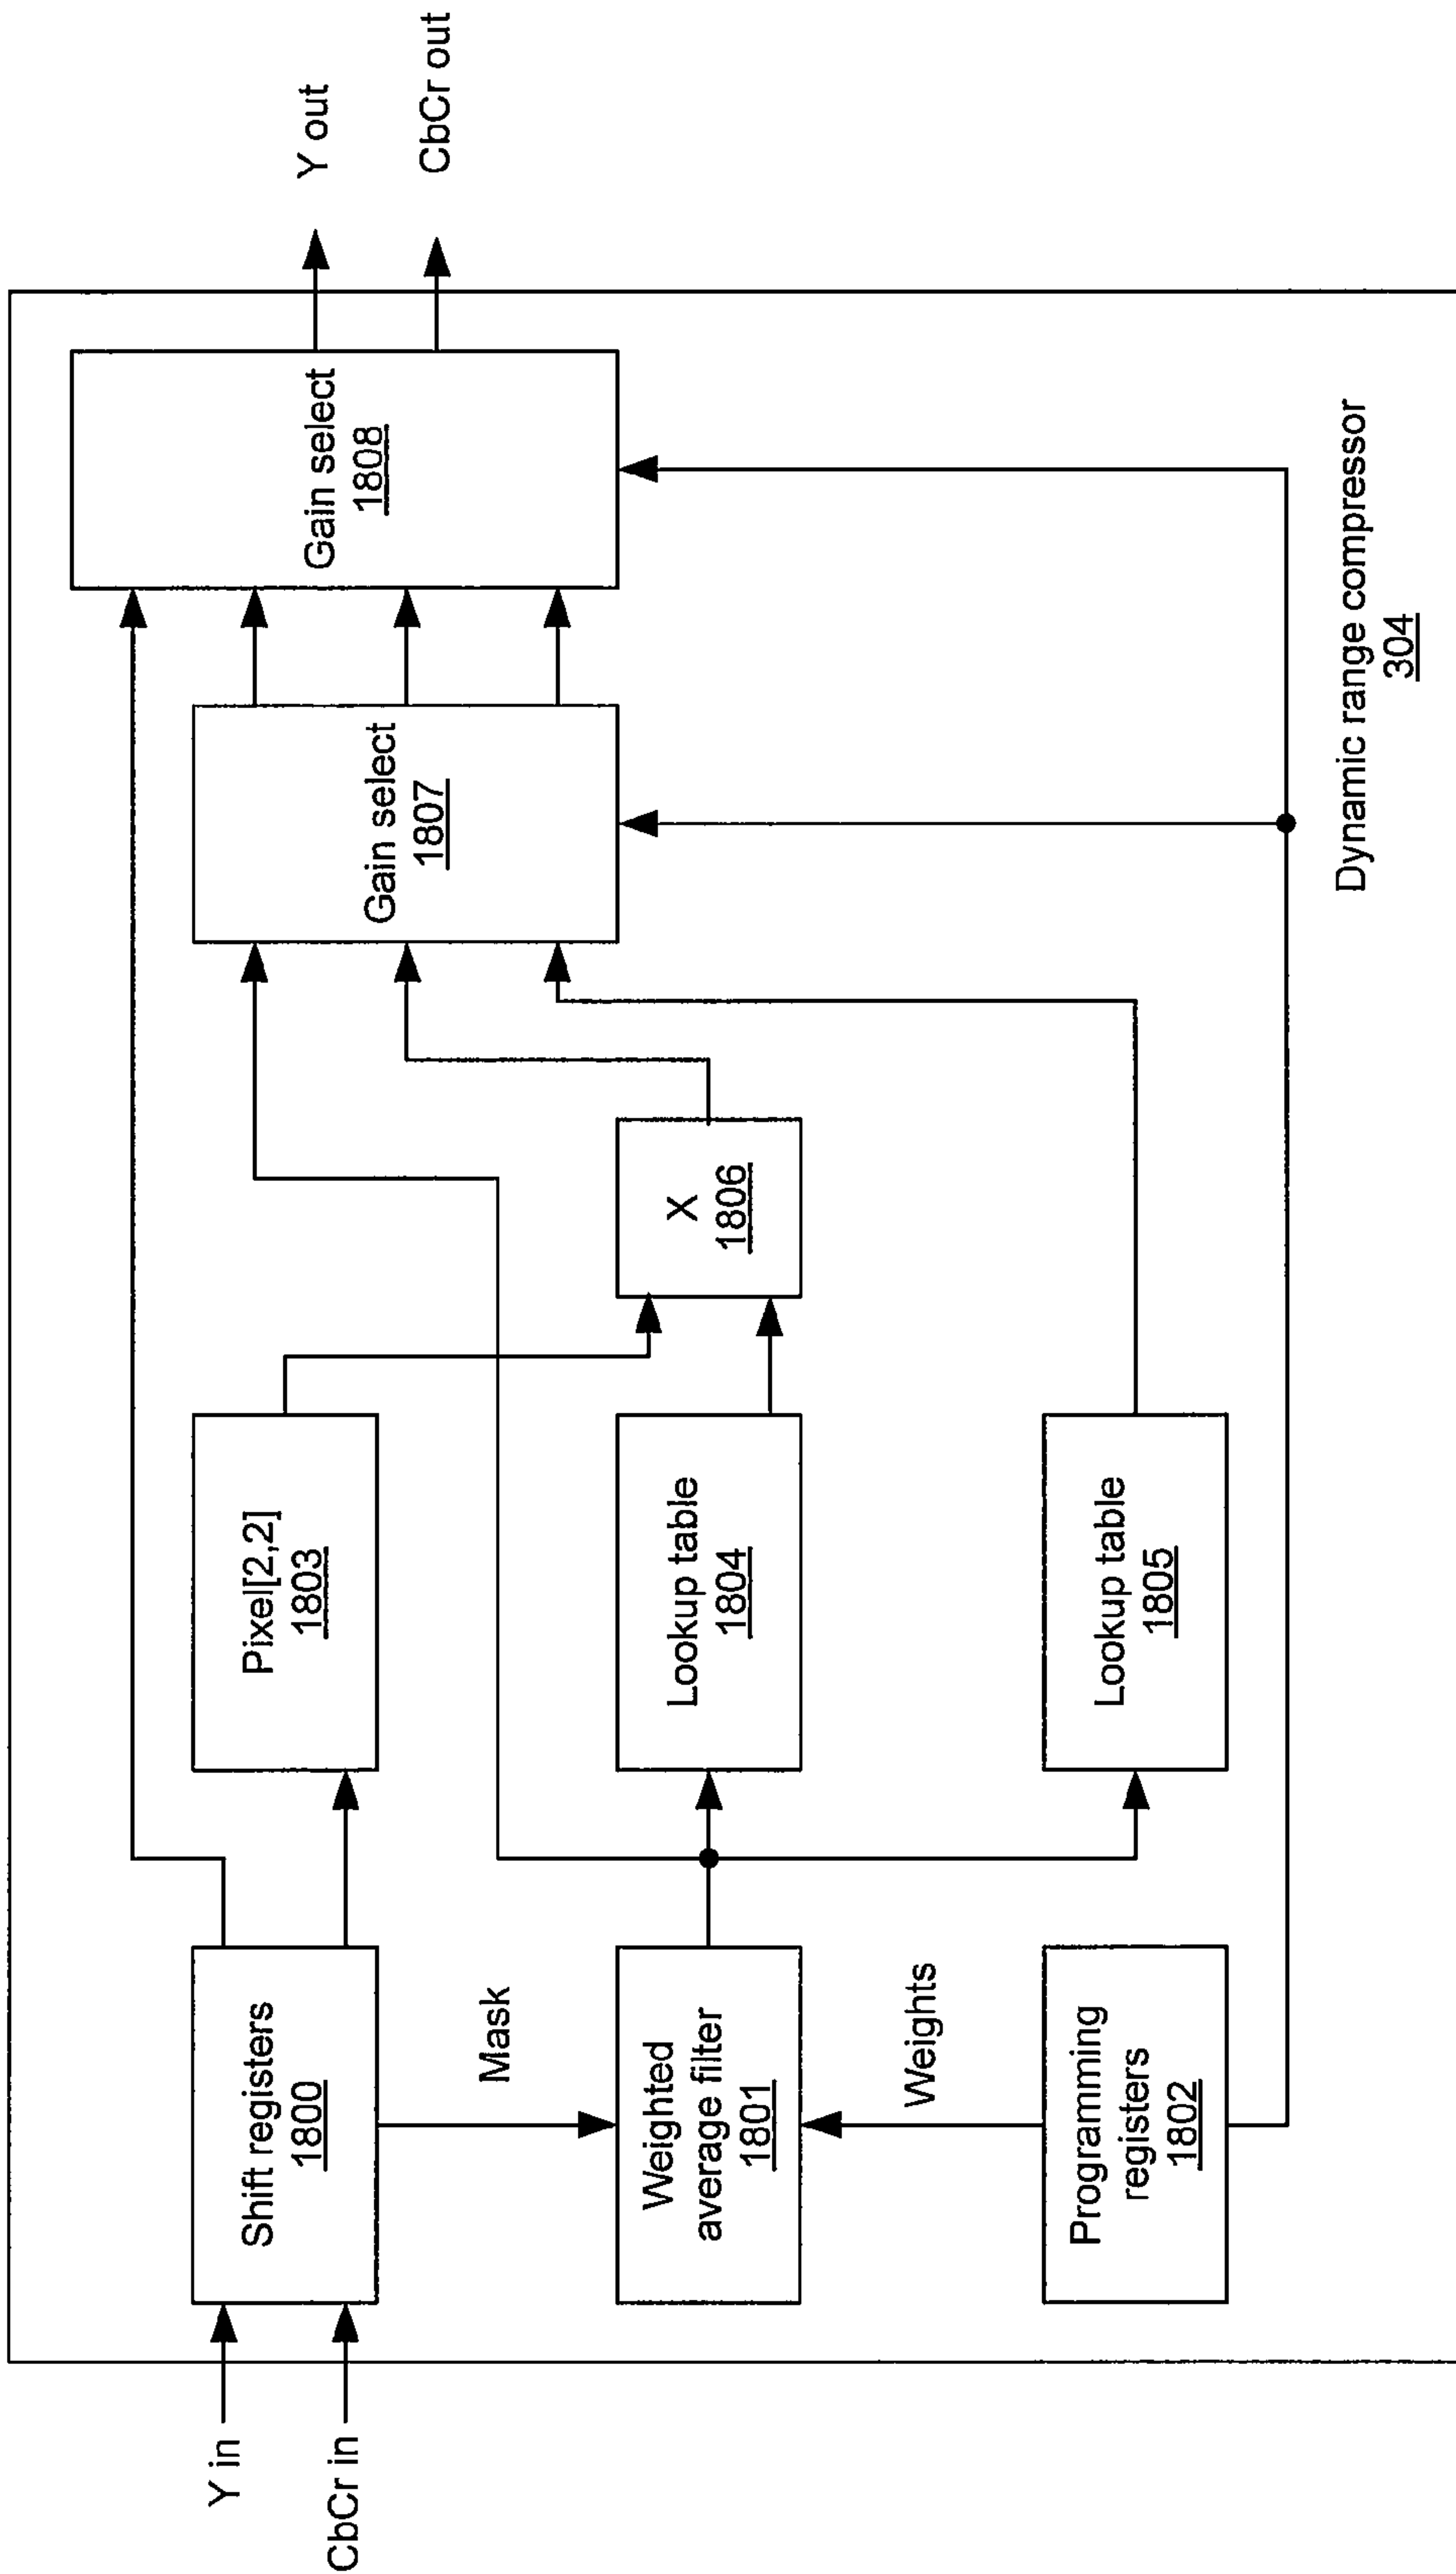 Y in
CbCr in
Shift registers
1800
Mask
Weighted
average filter
1801
Weights
Programming
registers
1802
Pixel[2,2]
1803
Lookup table
1804
Lookup table
1805
X
1806
Gain select
1807
Gain select
1808
Y out
CbCr out
Dynamic range compressor
304